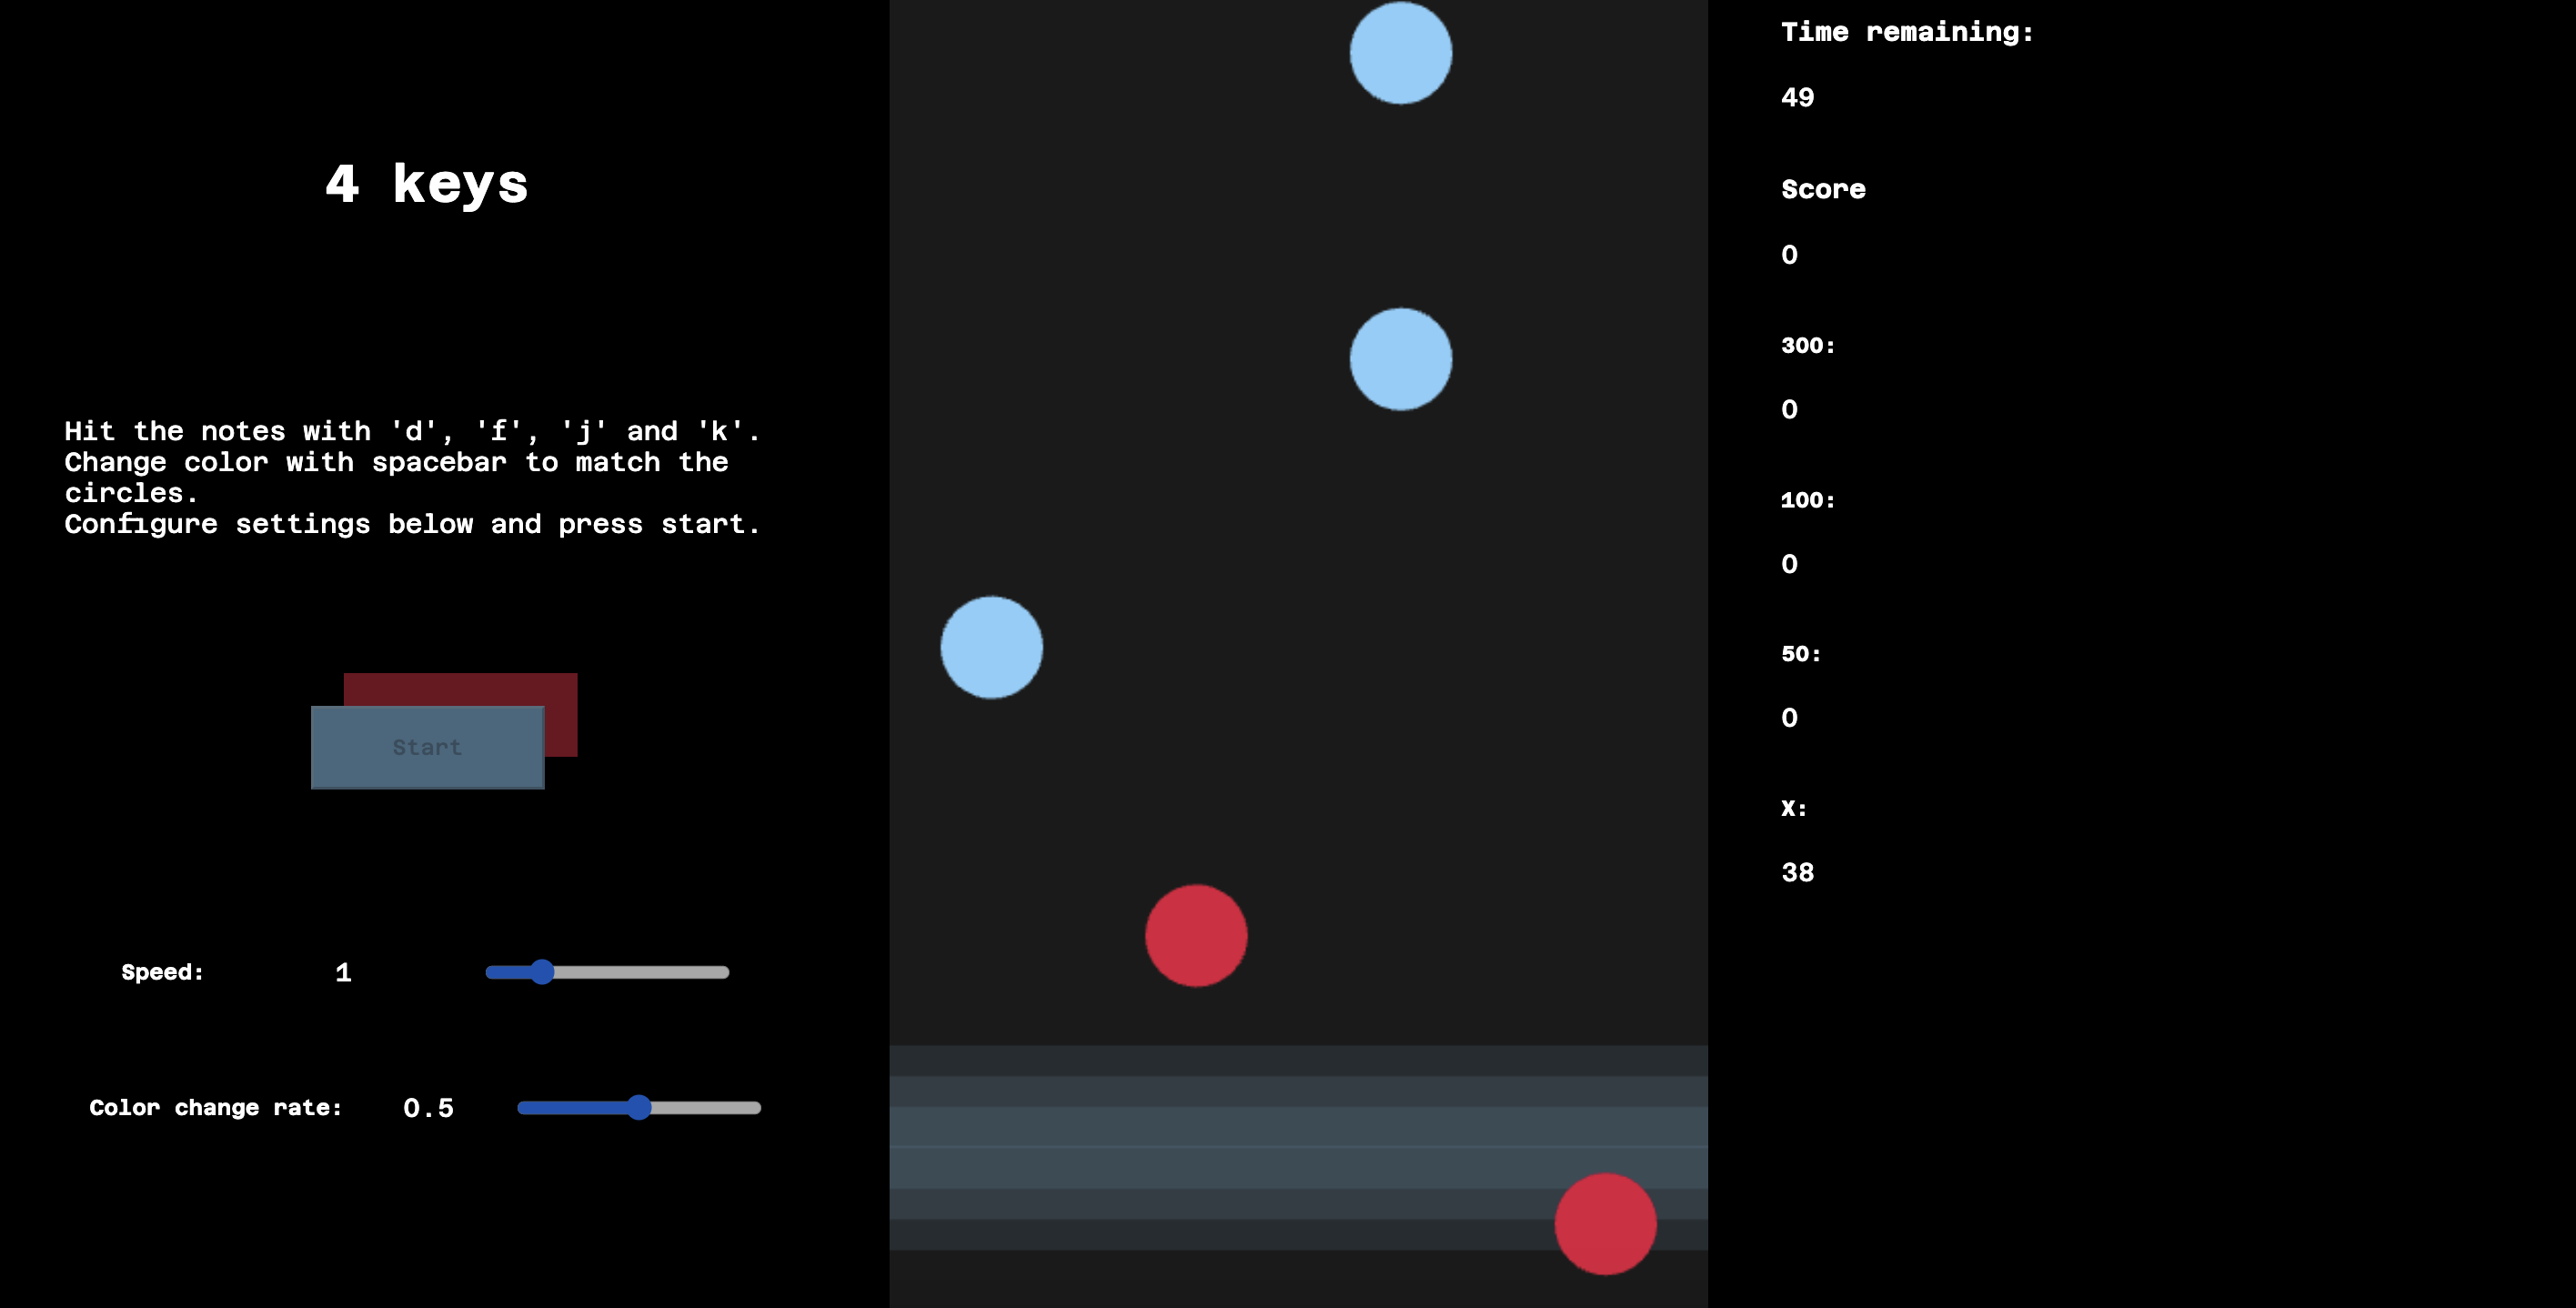 4 keys
Hit the notes with 'd', 'f', 'j' and 'k'.
Change color with spacebar to match the
circles.
Configure settings below and press start.
Start
Speed: 1
Color change rate: 0.5
Time remaining:
49
Score
0
300:
0
100:
0
50:
0
X:
38